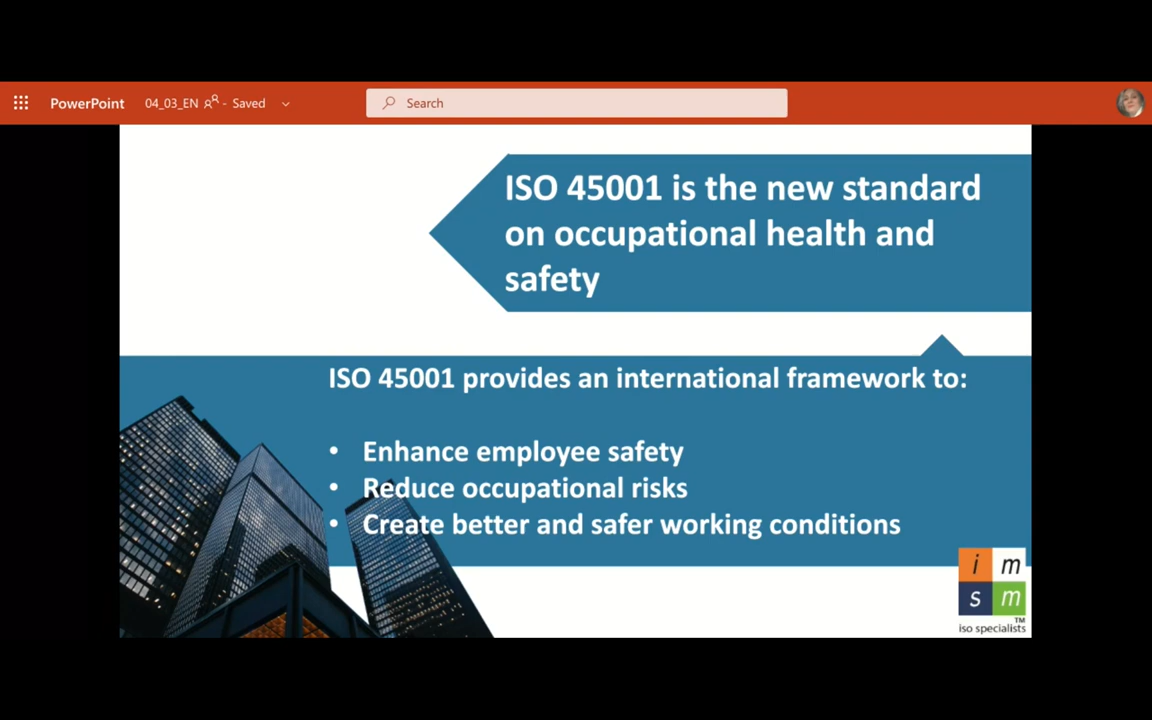 PowerPoint 04_03_EN - Saved Search
ISO 45001 is the new standard
on occupational health and
safety
ISO 45001 provides an international framework to:
• Enhance employee safety
• Reduce occupational risks
• Create better and safer working conditions
i m
s m
TM
iso specialists